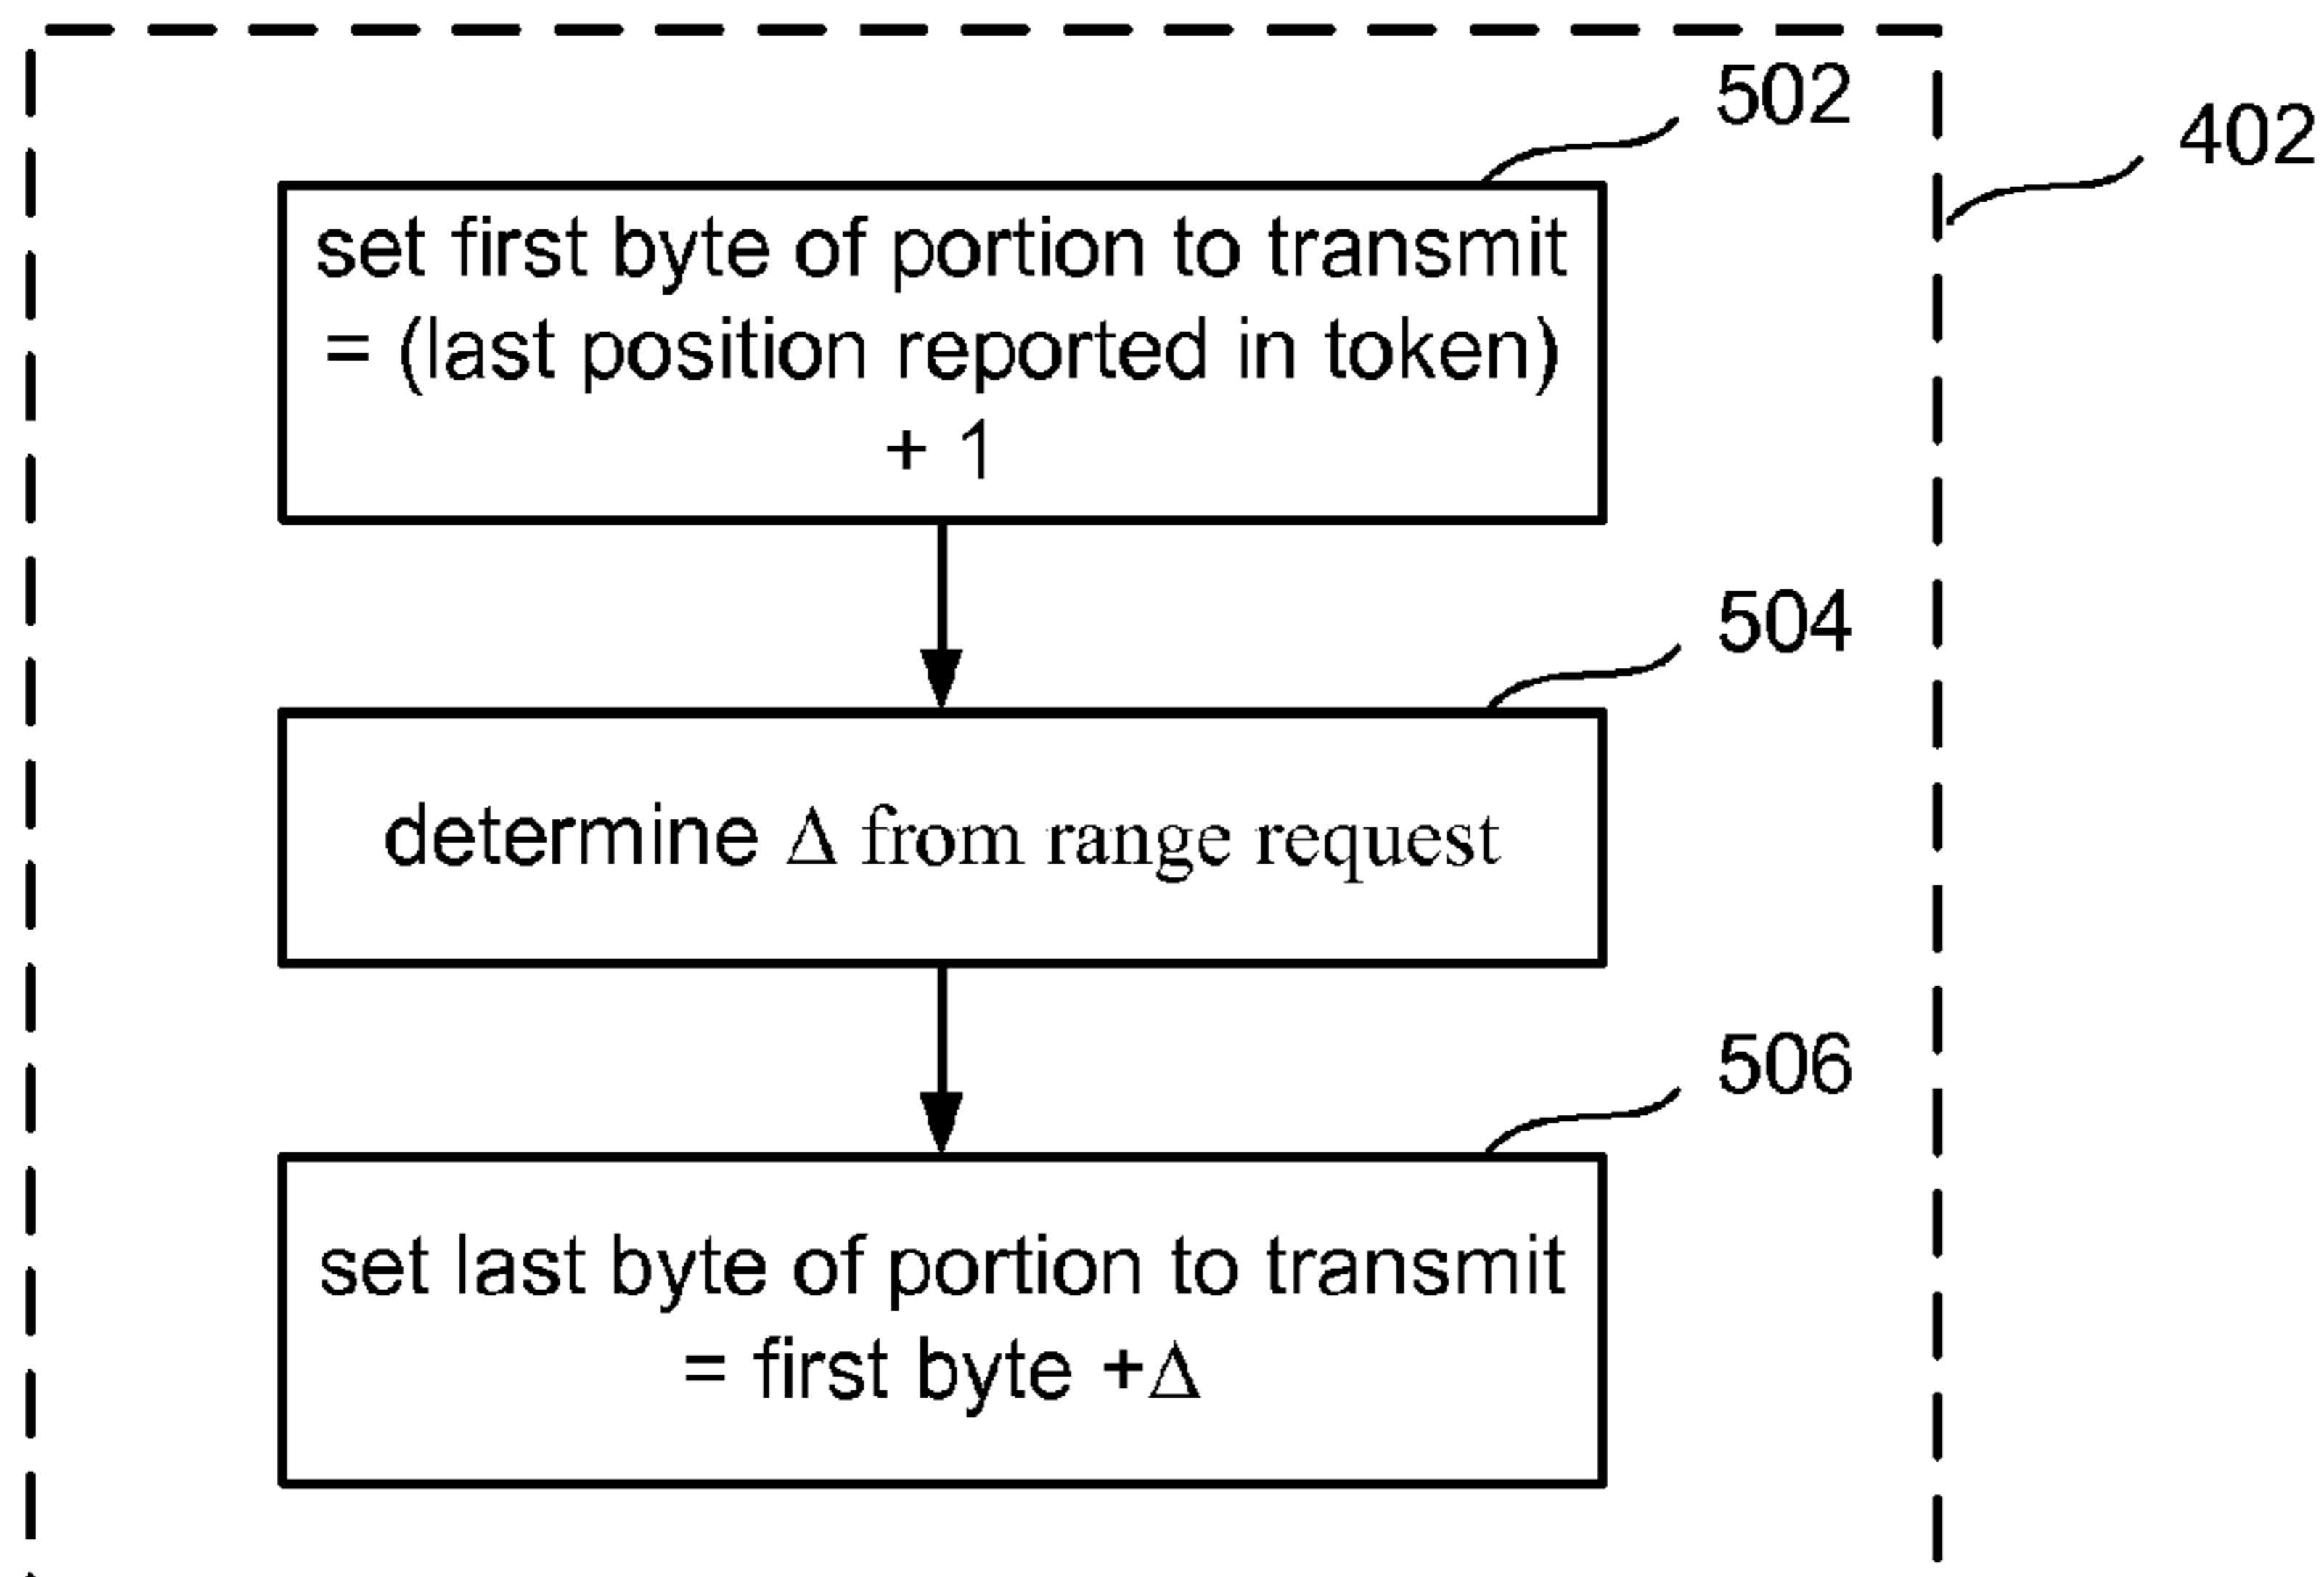 502
402
set first byte of portion to transmit
= (last position reported in token)
+ 1
504
determine Δ from range request
506
set last byte of portion to transmit
= first byte +Δ